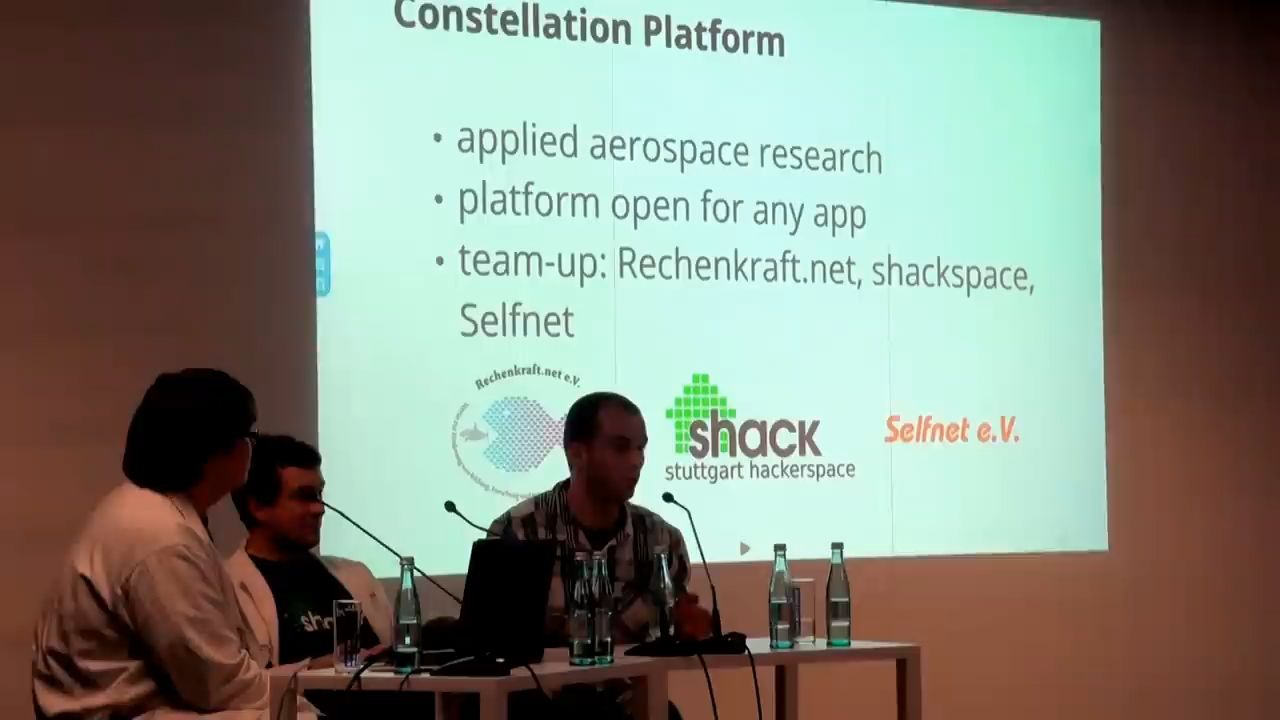 Constellation Platform
• applied aerospace research
• platform open for any app
• team-up: Rechenkraft.net, shackspace,
Selfnet
Rechenkraft.net e.V.
shack
stuttgart hackerspace
Selfnet e.V.